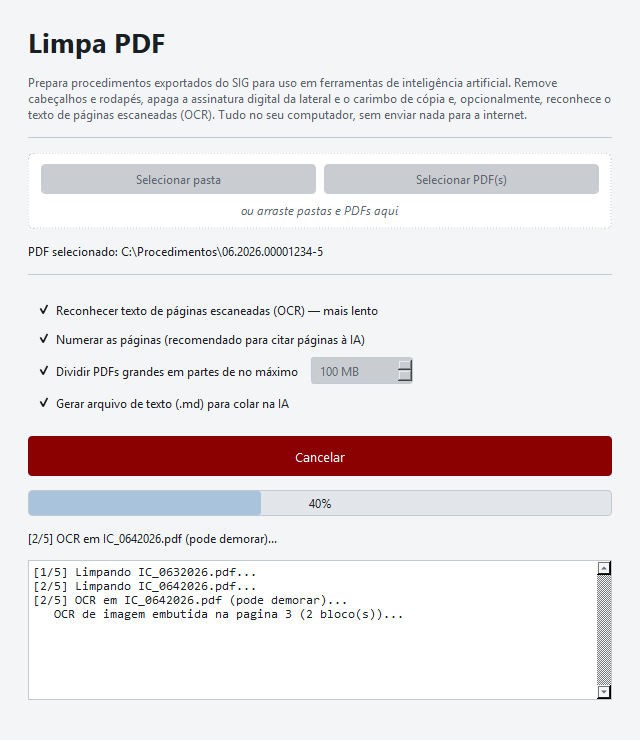 Limpa PDF
Prepara procedimentos exportados do SIG para uso em ferramentas de inteligência artificial. Remove
cabeçalhos e rodapés, apaga a assinatura digital da lateral e o carimbo de cópia e, opcionalmente, reconhece o
texto de páginas escaneadas (OCR). Tudo no seu computador, sem enviar nada para a internet.
Selecionar pasta
Selecionar PDF(s)
ou arraste pastas e PDFs aqui
PDF selecionado: C:\Procedimentos\06.2026.00001234-5
Reconhecer texto de páginas escaneadas (OCR) — mais lento
Numerar as páginas (recomendado para citar páginas à IA)
Dividir PDFs grandes em partes de no máximo 100 MB
Gerar arquivo de texto (.md) para colar na IA
Cancelar
40%
[2/5] OCR em IC_0642026.pdf (pode demorar)...
[1/5] Limpando IC_0632026.pdf...
[2/5] Limpando IC_0642026.pdf...
[2/5] OCR em IC_0642026.pdf (pode demorar)...
OCR de imagem embutida na pagina 3 (2 bloco(s))...